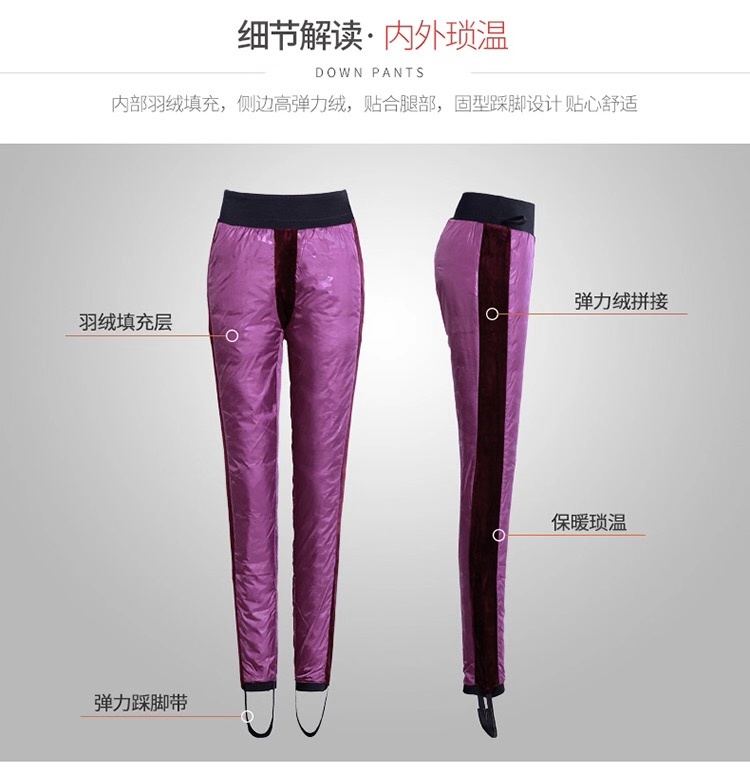 细节解读· 内外琐温
DOWN PANTS
内部羽绒填充，侧边高弹力绒，贴合腿部，固型踩脚设计 贴心舒适
弹力绒拼接
羽绒填充层
保暖琐温
弹力踩脚带